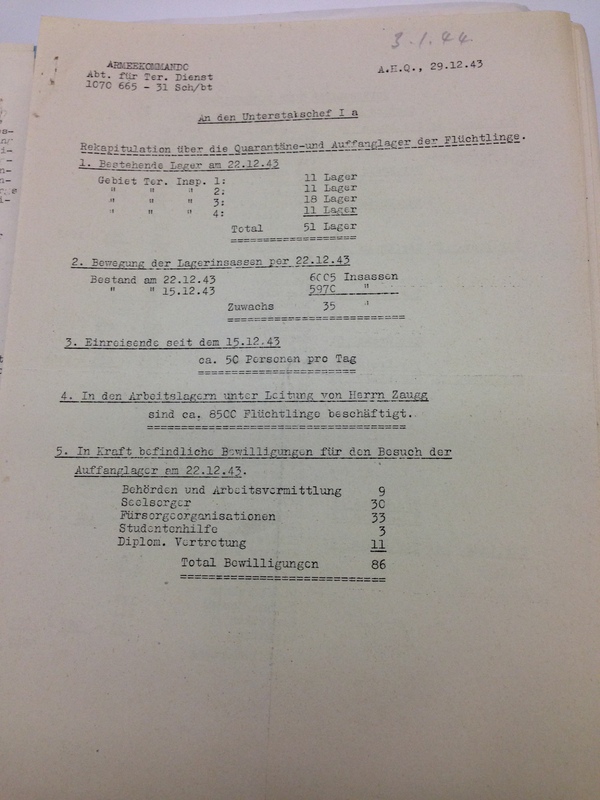 3.1.44.
ARMEEKOMMANDO
Abt. für Ter. Dienst
1070 665 - 31 Sch/bt
A.H.Q., 29.12.43
An den Unterstabschef I a
Rekapitulation über die Quarantäne-und Auffanglager der Flüchtlinge.
1. Bestehende Lager am 22.12.43
Gebiet Ter. Insp. 1: 11 Lager
" " " 2: 11 Lager
" " " 3: 18 Lager
" " " 4: 11 Lager
Total 51 Lager
2. Bewegung der Lagerinsassen per 22.12.43
Bestand am 22.12.43 6005 Insassen
" " 15.12.43 5970 "
Zuwachs 35 "
3. Einreisende seit dem 15.12.43
ca. 50 Personen pro Tag
4. In den Arbeitslagern unter Leitung von Herrn Zaugg
sind ca. 8500 Flüchtlinge beschäftigt.
5. In Kraft befindliche Bewilligungen für den Besuch der
Auffanglager am 22.12.43.
Behörden und Arbeitsvermittlung 9
Seelsorger 30
Fürsorgeorganisationen 33
Studentenhilfe 3
Diplom. Vertretung 11
Total Bewilligungen 86